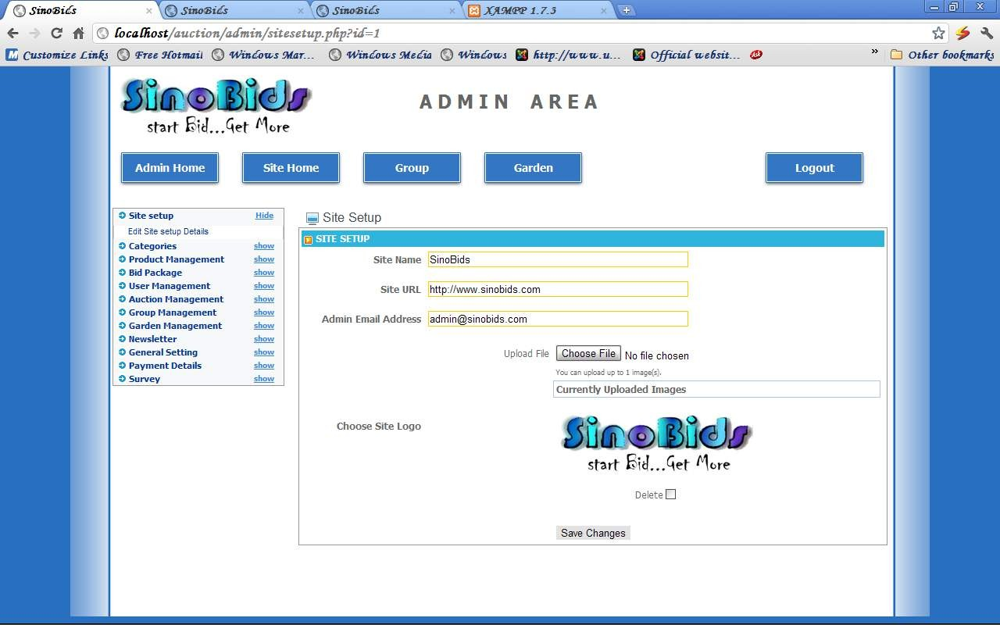 SinoBids SinoBids SinoBids XAMPP 1.7.3
localhost/auction/admin/sitesetup.php?id=1
Customize Links Free Hotmail Windows Mar... Windows Media Windows http://www.u... Official websit... Ask » Other bookmarks
SinoBids
start Bid...Get More
ADMIN AREA
Admin Home Site Home Group Garden Logout
Site setup Hide
Edit Site setup Details
Categories show
Product Management show
Bid Package show
User Management show
Auction Management show
Group Management show
Garden Management show
Newsletter show
General Setting show
Payment Details show
Survey show
Site Setup
SITE SETUP
Site Name SinoBids
Site URL http://www.sinobids.com
Admin Email Address admin@sinobids.com
Upload File Choose File No file chosen
You can upload up to 1 image(s).
Currently Uploaded Images
Choose Site Logo
SinoBids
start Bid...Get More
Delete
Save Changes